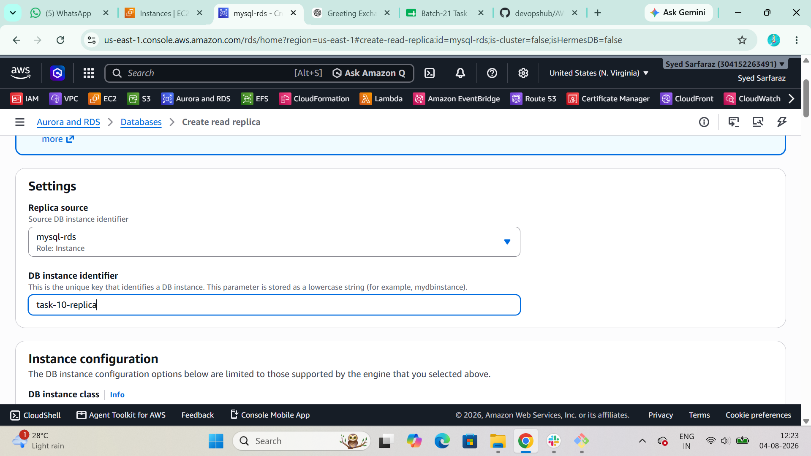 (1) WhatsApp
Instances | EC
mysql-rds - Cr
Greeting Excha
Batch-21 Task
devopshub/AW
Ask Gemini
us-east-1.console.aws.amazon.com/rds/home?region=us-east-1#create-read-replica:id=mysql-rds;is-cluster=false;isHermesDB=false
aws
Search
[Alt+S]
Ask Amazon Q
United States (N. Virginia)
Syed Sarfaraz (304152263491)
Syed Sarfaraz
IAM
VPC
EC2
S3
Aurora and RDS
EFS
CloudFormation
Lambda
Amazon EventBridge
Route 53
Certificate Manager
CloudFront
CloudWatch
Aurora and RDS
Databases
Create read replica
more
Settings
Replica source
Source DB instance identifier
mysql-rds
Role: Instance
DB instance identifier
This is the unique key that identifies a DB instance. This parameter is stored as a lowercase string (for example, mydbinstance).
task-10-replica
Instance configuration
The DB instance configuration options below are limited to those supported by the engine that you selected above.
DB instance class
Info
CloudShell
Agent Toolkit for AWS
Feedback
Console Mobile App
© 2026, Amazon Web Services, Inc. or its affiliates.
Privacy
Terms
Cookie preferences
1
28°C
Light rain
Search
ENG
IN
12:23
04-08-2026